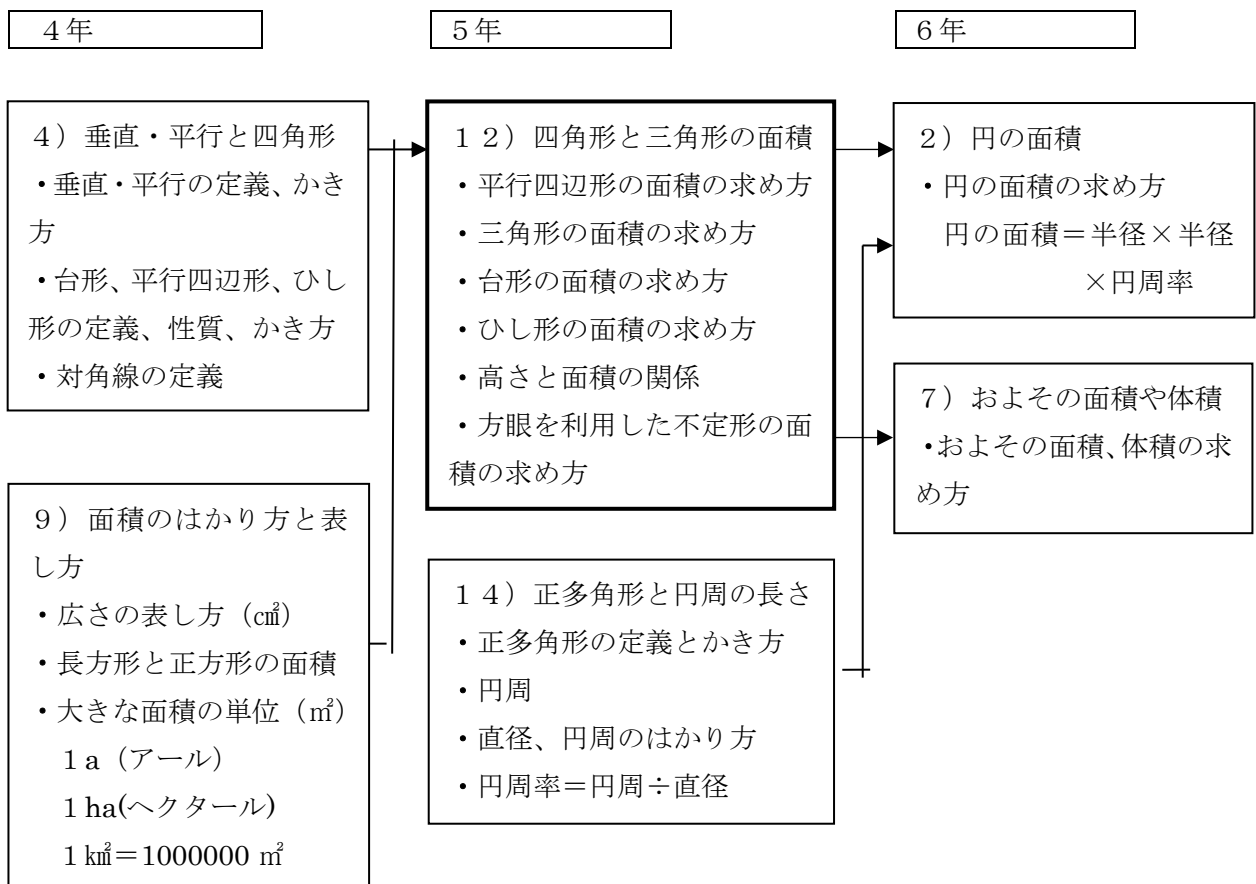 ４年
５年
６年
４）垂直・平行と四角形
・垂直・平行の定義、かき
方
・台形、平行四辺形、ひし
形の定義、性質、かき方
・対角線の定義
９）面積のはかり方と表
し方
・広さの表し方（㎠）
・長方形と正方形の面積
・大きな面積の単位（㎡）
１a（アール）
１ha(ヘクタール)
１㎢＝1000000 ㎡
１２）四角形と三角形の面積
・平行四辺形の面積の求め方
・三角形の面積の求め方
・台形の面積の求め方
・ひし形の面積の求め方
・高さと面積の関係
・方眼を利用した不定形の面
積の求め方
１４）正多角形と円周の長さ
・正多角形の定義とかき方
・円周
・直径、円周のはかり方
・円周率＝円周÷直径
２）円の面積
・円の面積の求め方
円の面積＝半径×半径
×円周率
７）およその面積や体積
・およその面積、体積の求
め方